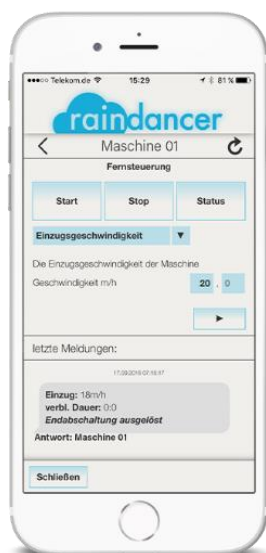 Telekom.de 15:29 81 %
raindancer
Maschine 01
Fernsteuerung
Start Stop Status
Einzugsgeschwindigkeit
Die Einzugsgeschwindigkeit der Maschine
Geschwindigkeit m/h 20 . 0
letzte Meldungen:
Einzug: 18m/h
verbl. Dauer: 0:0
Endabschaltung ausgelöst
Antwort: Maschine 01
Schließen